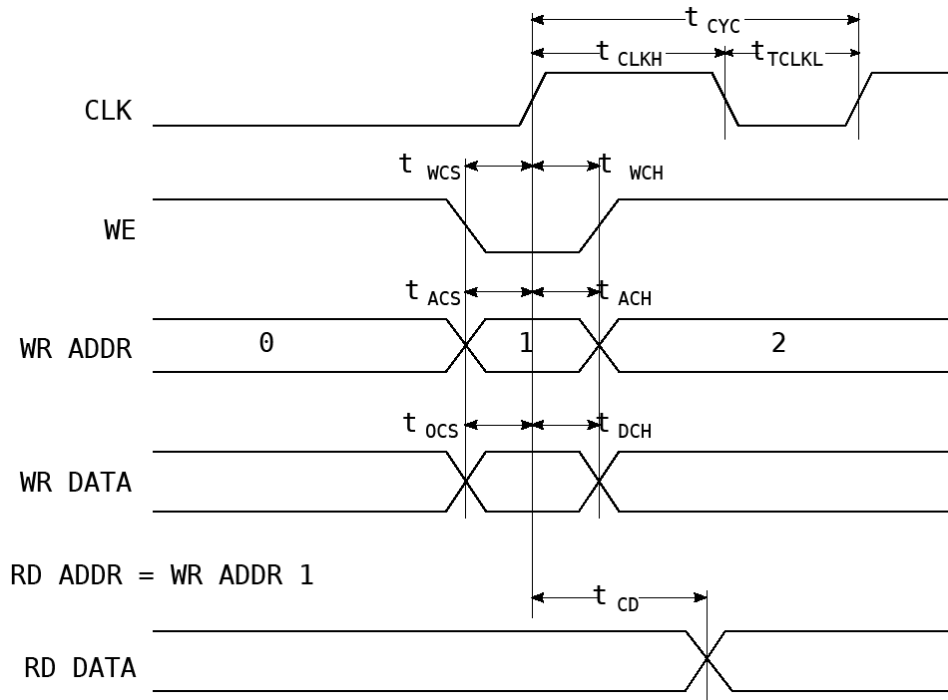 t CYC
t CLKH t TCLKL
CLK
t WCS t WCH
WE
t ACS t ACH
WR ADDR 0 1 2
t OCS t DCH
WR DATA
RD ADDR = WR ADDR 1
t CD
RD DATA